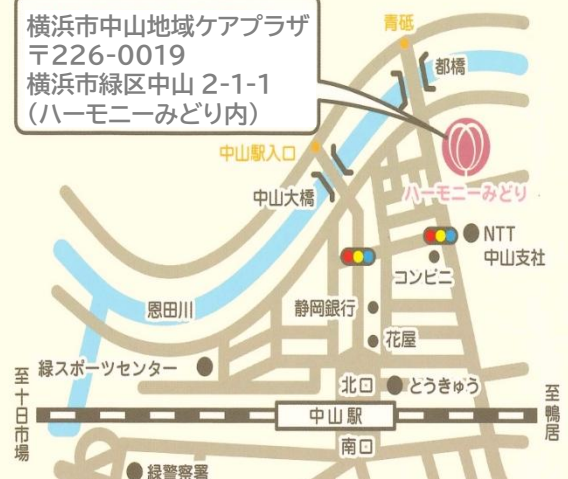 横浜市中山地域ケアプラザ
〒226-0019
横浜市緑区中山 2-1-1
(ハーモニーみどり内)
青砥
都橋
中山駅入口
中山大橋
ハーモニーみどり
NTT
中山支社
コンビニ
恩田川
静岡銀行
花屋
緑スポーツセンター
至十日市場
北口
とうきゅう
中山駅
至鴨居
南口
緑警察署